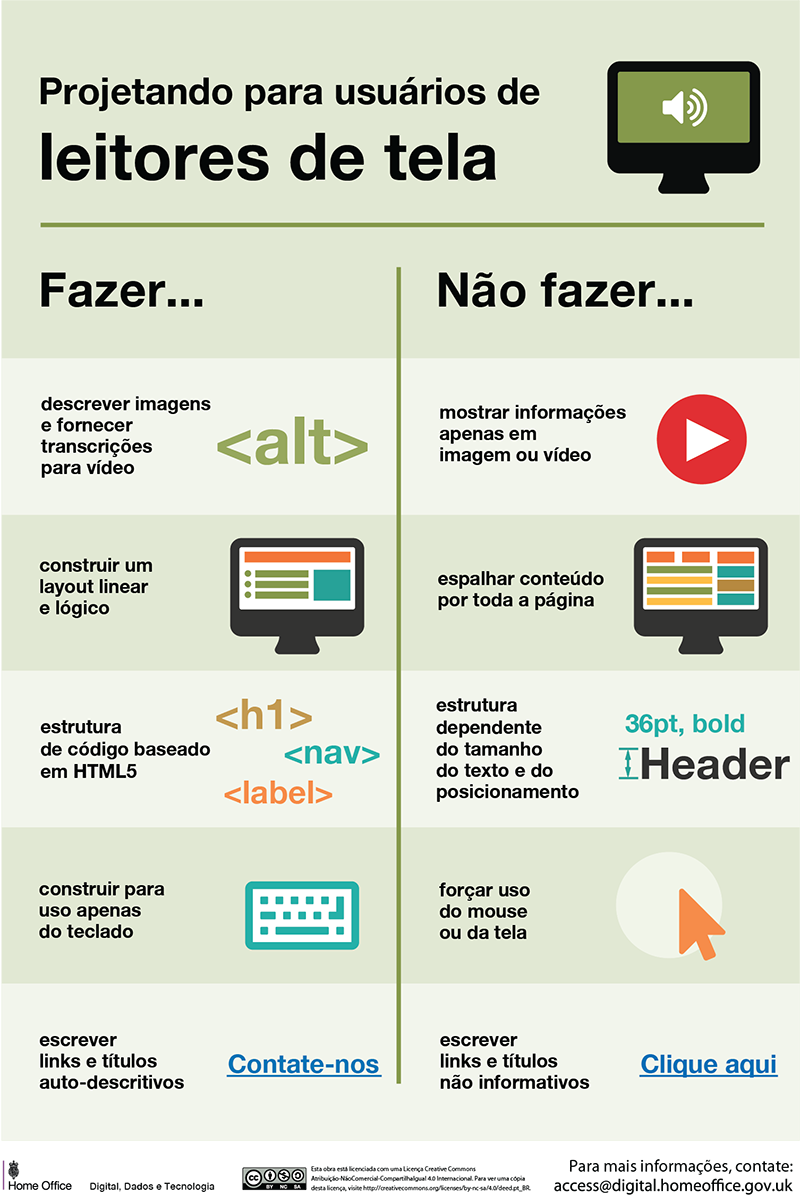 Projetando para usuários de
leitores de tela
Fazer...
Não fazer...
descrever imagens
e fornecer
transcrições
para vídeo
<alt>
mostrar informações
apenas em
imagem ou vídeo
construir um
layout linear
e lógico
espalhar conteúdo
por toda a página
estrutura
de código baseado
em HTML5
<h1>
<nav>
<label>
estrutura
dependente
do tamanho
do texto e do
posicionamento
36pt, bold
Header
construir para
uso apenas
do teclado
forçar uso
do mouse
ou da tela
escrever
links e títulos
auto-descritivos
Contate-nos
escrever
links e títulos
não informativos
Clique aqui
Home Office
Digital, Dados e Tecnologia
cc
BY NC SA
Esta obra está licenciada com uma Licença Creative Commons
Atribuição-NãoComercial-CompartilhaIgual 4.0 Internacional. Para ver uma cópia
desta licença, visite http://creativecommons.org/licenses/by-nc-sa/4.0/deed.pt_BR.
Para mais informações, contate:
access@digital.homeoffice.gov.uk